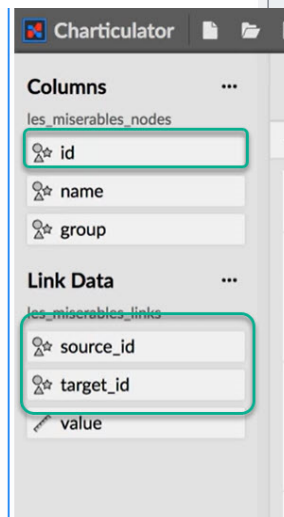 Charticulator
Columns
les_miserables_nodes
id
name
group
Link Data
les_miserables_links
source_id
target_id
value